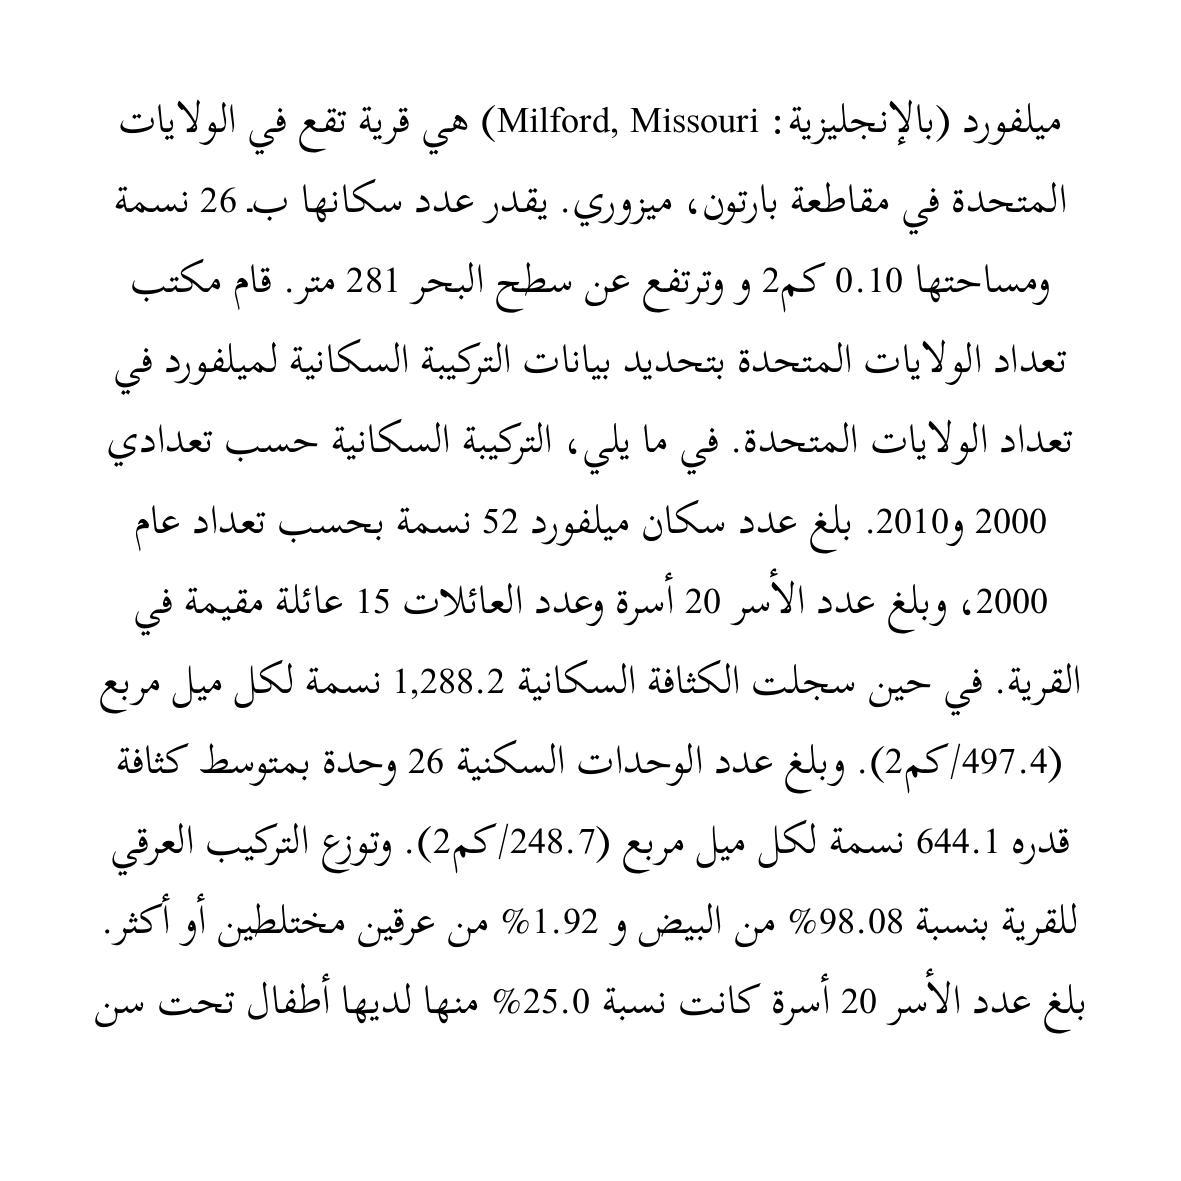 ميلفورد (بالإنجليزية: Milford, Missouri) هي قرية تقع في الولايات
المتحدة في مقاطعة بارتون، ميزوري. يقدر عدد سكانها بـ 26 نسمة
ومساحتها 0.10 كم2 و وترتفع عن سطح البحر 281 متر. قام مكتب
تعداد الولايات المتحدة بتحديد بيانات التركيبة السكانية لميلفورد في
تعداد الولايات المتحدة. في ما يلي، التركيبة السكانية حسب تعدادي
2000 و2010. بلغ عدد سكان ميلفورد 52 نسمة بحسب تعداد عام
2000، وبلغ عدد الأسر 20 أسرة وعدد العائلات 15 عائلة مقيمة في
القرية. في حين سجلت الكثافة السكانية 1,288.2 نسمة لكل ميل مربع
(497.4/كم2). وبلغ عدد الوحدات السكنية 26 وحدة بمتوسط كثافة
قدره 644.1 نسمة لكل ميل مربع (248.7/كم2). وتوزع التركيب العرقي
للقرية بنسبة 98.08% من البيض و 1.92% من عرقين مختلطين أو أكثر.
بلغ عدد الأسر 20 أسرة كانت نسبة 25.0% منها لديها أطفال تحت سن